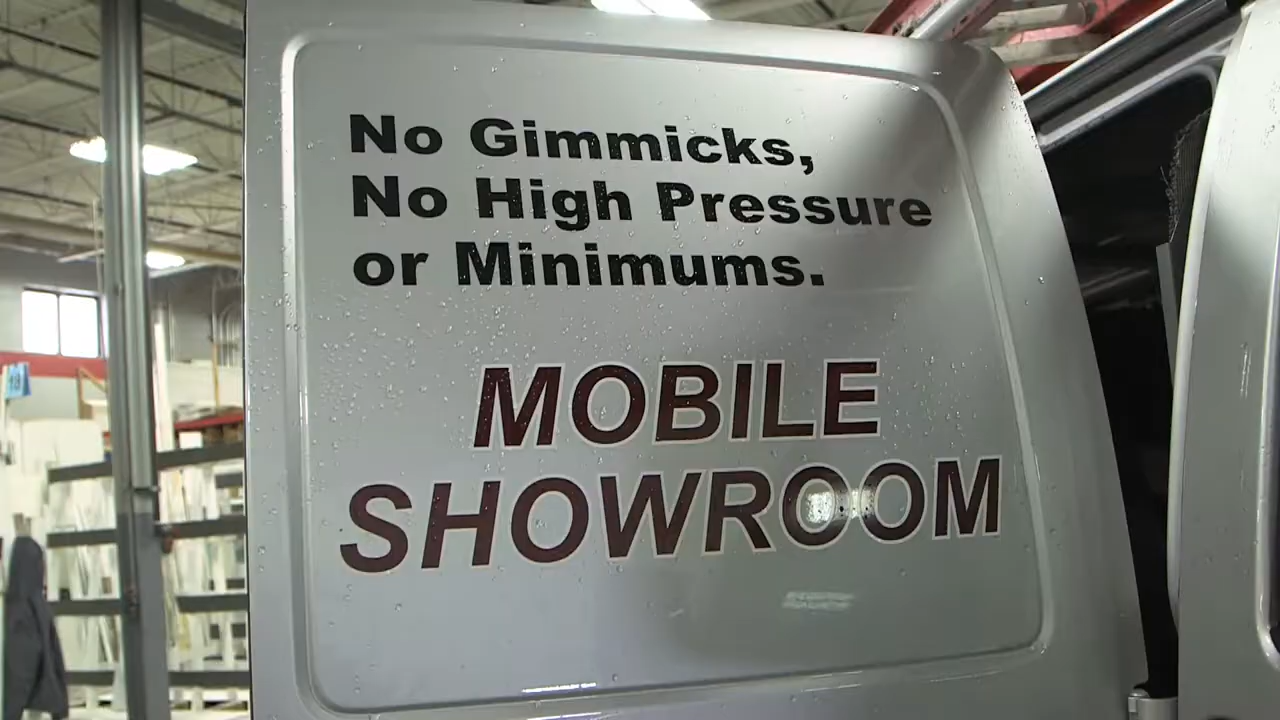 No Gimmicks,
No High Pressure
or Minimums.
MOBILE
SHOWROOM